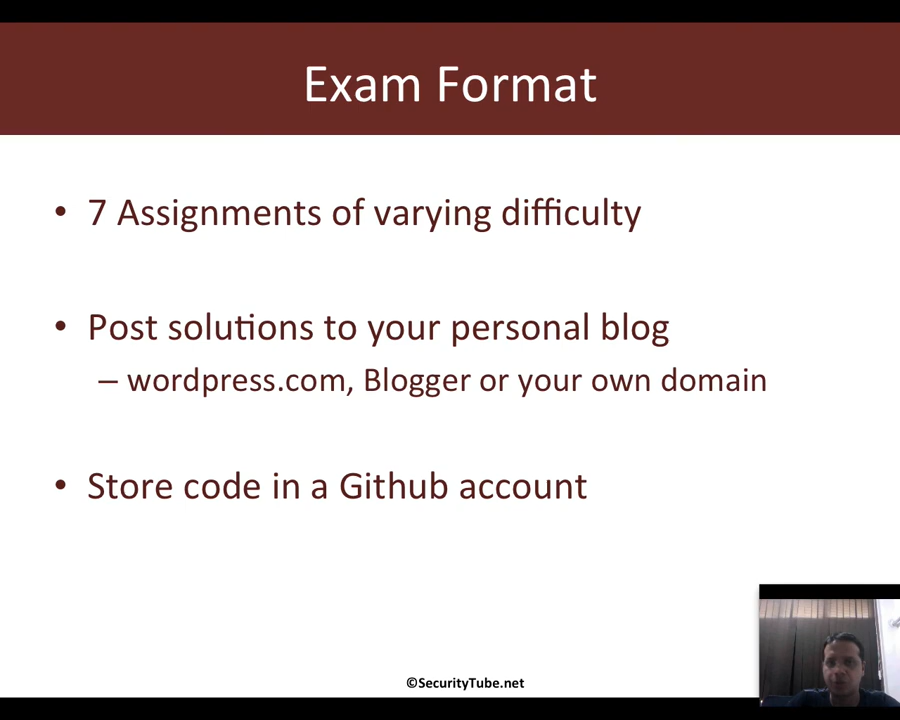 Exam Format
• 7 Assignments of varying difficulty
• Post solutions to your personal blog
– wordpress.com, Blogger or your own domain
• Store code in a Github account
©SecurityTube.net